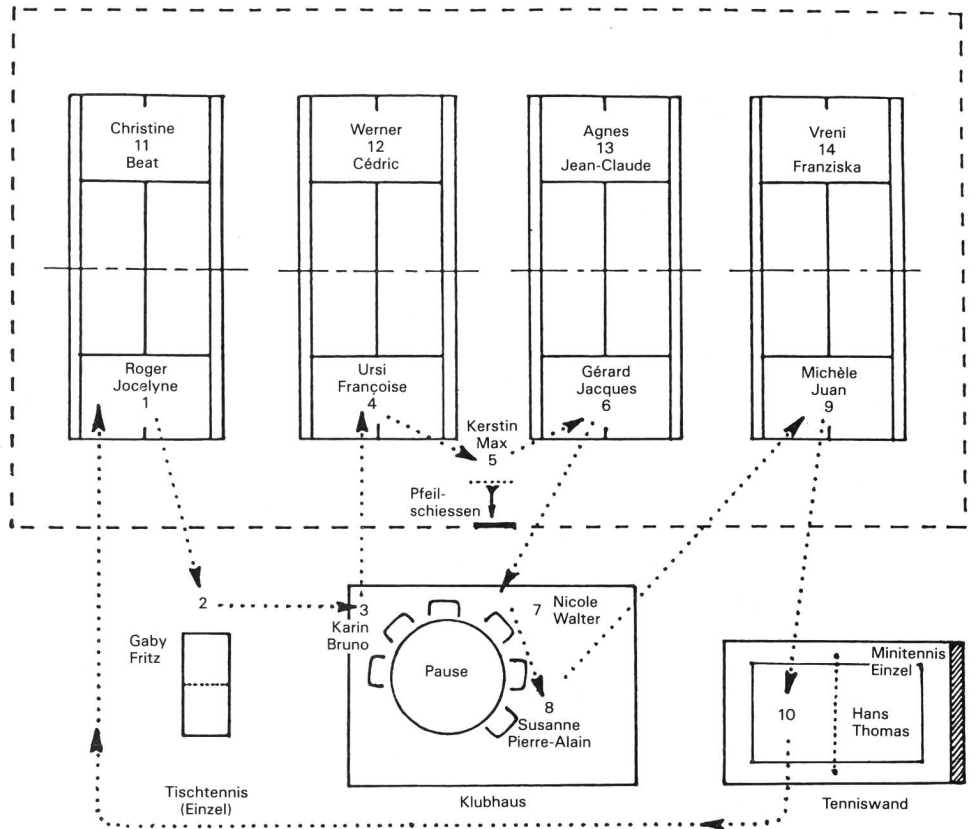 Christine
11
Beat
Werner
12
Cédric
Agnes
13
Jean-Claude
Vreni
14
Franziska
Roger
Jocelyne
1
Ursi
Françoise
4
Kerstin
Max
5
Gérard
Jacques
6
Michèle
Juan
9
Pfeil-
schiessen
2
Gaby
Fritz
Tischtennis
(Einzel)
3
Karin
Bruno
Pause
7
Nicole
Walter
8
Susanne
Pierre-Alain
Klubhaus
Minitennis
Einzel
10
Hans
Thomas
Tenniswand